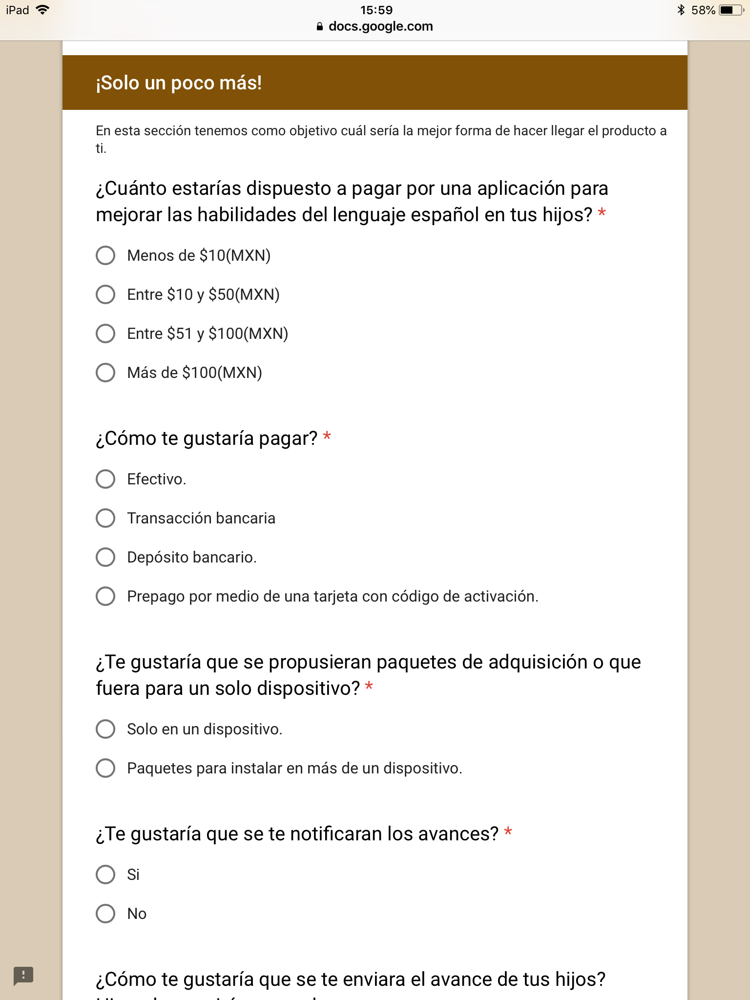 iPad 15:59 58%
docs.google.com
¡Solo un poco más!
En esta sección tenemos como objetivo cuál sería la mejor forma de hacer llegar el producto a
ti.
¿Cuánto estarías dispuesto a pagar por una aplicación para
mejorar las habilidades del lenguaje español en tus hijos? *
Menos de $10(MXN)
Entre $10 y $50(MXN)
Entre $51 y $100(MXN)
Más de $100(MXN)
¿Cómo te gustaría pagar? *
Efectivo.
Transacción bancaria
Depósito bancario.
Prepago por medio de una tarjeta con código de activación.
¿Te gustaría que se propusieran paquetes de adquisición o que
fuera para un solo dispositivo? *
Solo en un dispositivo.
Paquetes para instalar en más de un dispositivo.
¿Te gustaría que se te notificaran los avances? *
Si
No
¿Cómo te gustaría que se te enviara el avance de tus hijos?